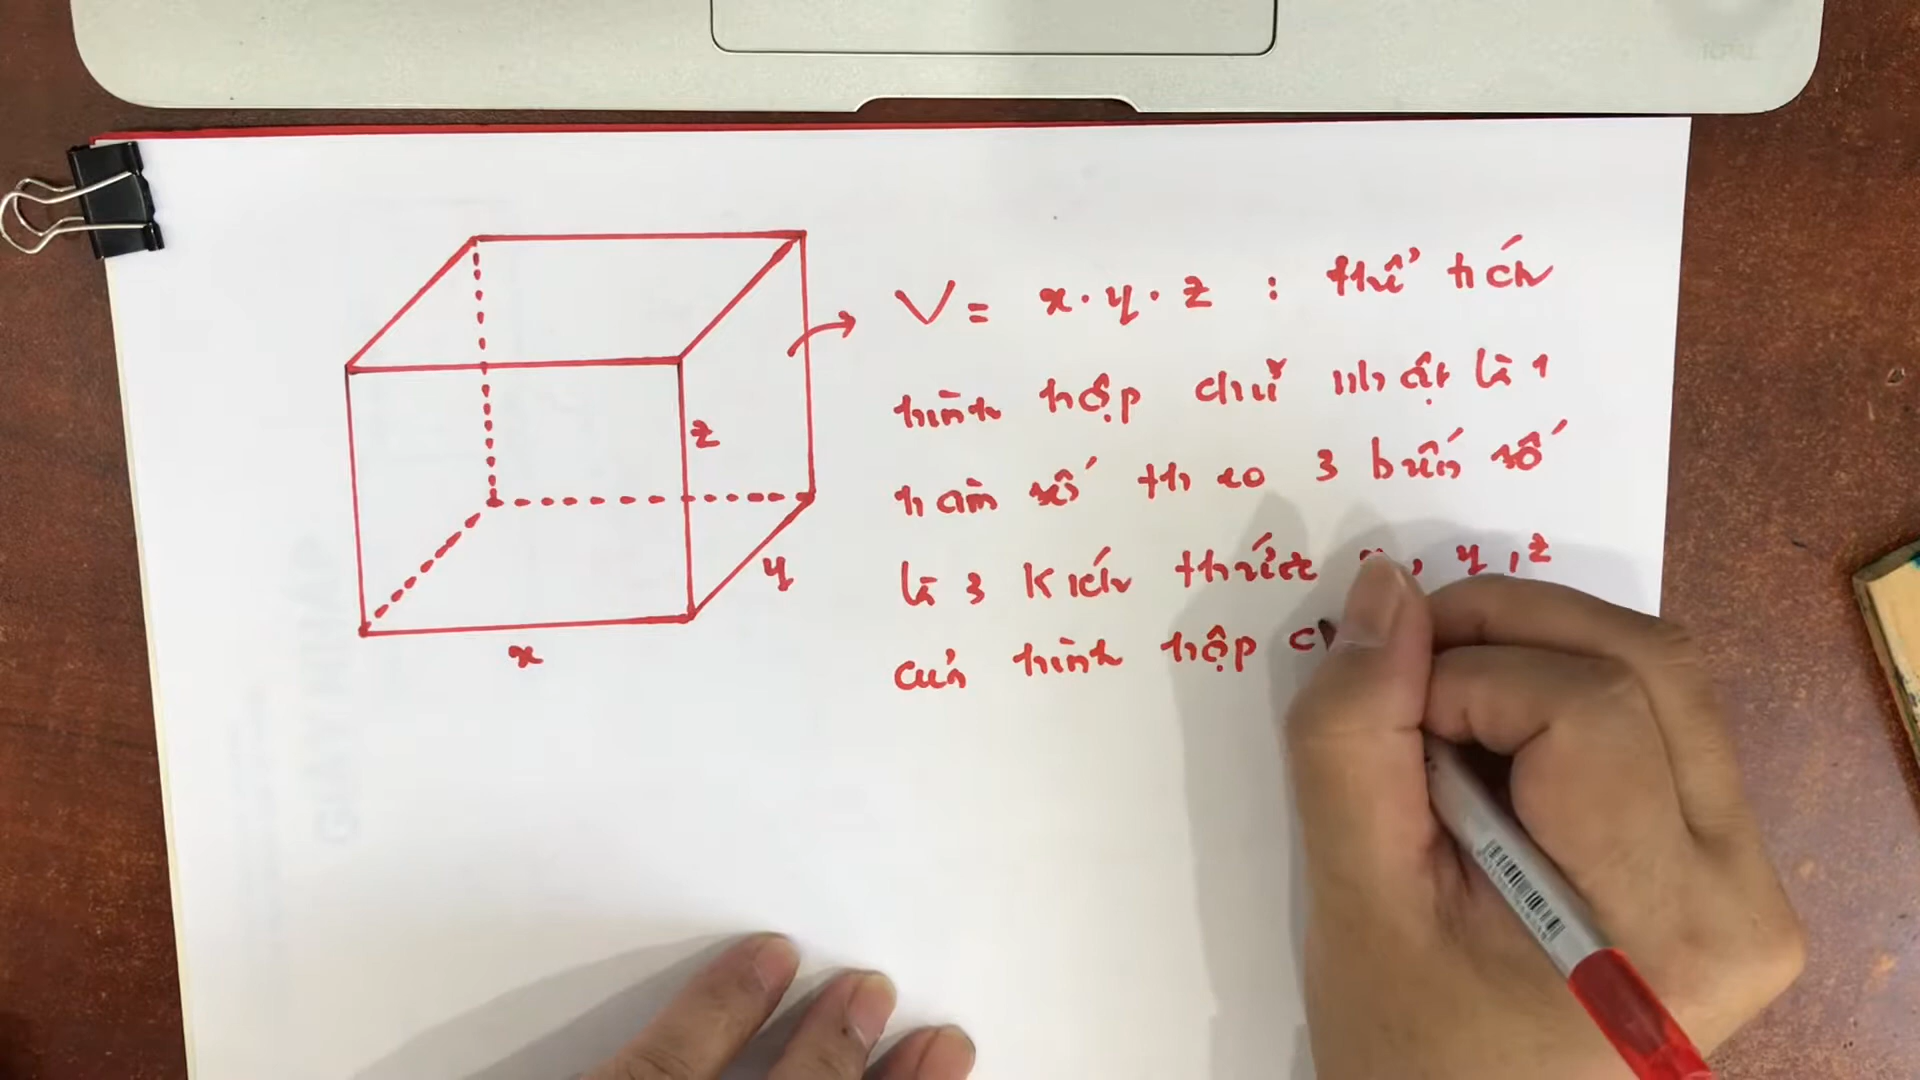 V = x . y . z : thể tích
hình hộp chữ nhật là 1
hàm số theo 3 biến số
là 3 kích thước x, y, z
của hình hộp c
z
y
x